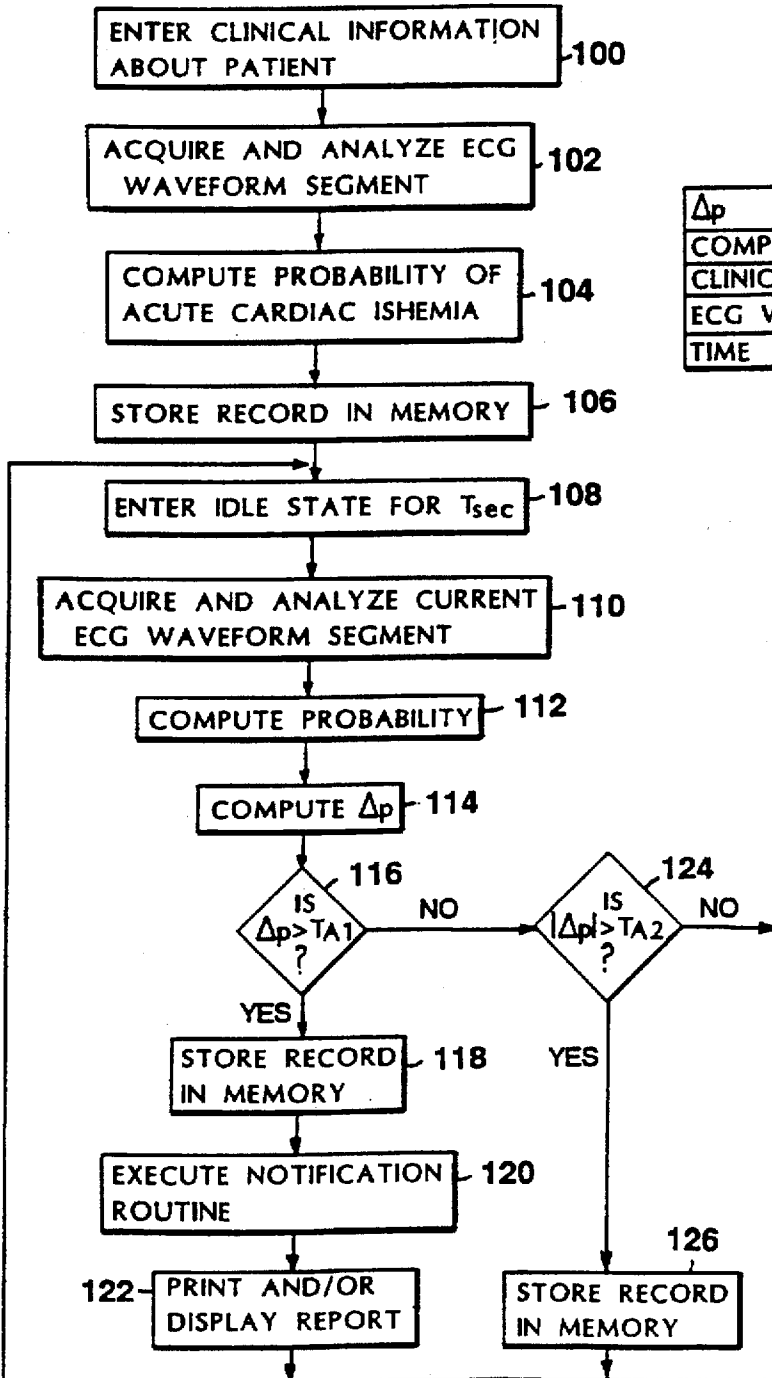 ENTER CLINICAL INFORMATION
ABOUT PATIENT
100
ACQUIRE AND ANALYZE ECG
WAVEFORM SEGMENT
102
COMPUTE PROBABILITY OF
ACUTE CARDIAC ISHEMIA
104
Δp
COMP
CLINIC
ECG W
TIME
STORE RECORD IN MEMORY
106
ENTER IDLE STATE FOR Tsec
108
ACQUIRE AND ANALYZE CURRENT
ECG WAVEFORM SEGMENT
110
COMPUTE PROBABILITY
112
COMPUTE Δp
114
116
IS
Δp>TA1
?
NO
124
IS
|Δp|>TA2
?
NO
YES
STORE RECORD
IN MEMORY
118
YES
EXECUTE NOTIFICATION
ROUTINE
120
122
PRINT AND/OR
DISPLAY REPORT
126
STORE RECORD
IN MEMORY